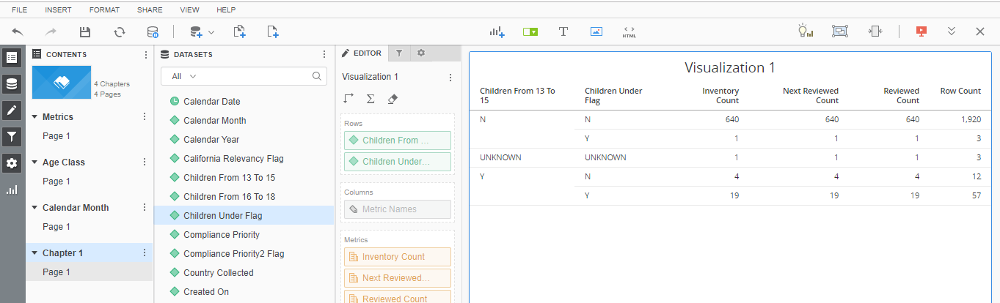 FILE INSERT FORMAT SHARE VIEW HELP
HTML
CONTENTS
4 Chapters
4 Pages
Metrics
Page 1
Age Class
Page 1
Calendar Month
Page 1
Chapter 1
Page 1
DATASETS
All
Calendar Date
Calendar Month
Calendar Year
California Relevancy Flag
Children From 13 To 15
Children From 16 To 18
Children Under Flag
Compliance Priority
Compliance Priority2 Flag
Country Collected
Created On
EDITOR
Visualization 1
Rows
Children From ...
Children Under...
Columns
Metric Names
Metrics
Inventory Count
Next Reviewed...
Reviewed Count
Visualization 1
Children From 13 To 15 Children Under Flag Inventory Count Next Reviewed Count Reviewed Count Row Count
N N 640 640 640 1,920
Y 1 1 1 3
UNKNOWN UNKNOWN 1 1 1 3
Y N 4 4 4 12
Y 19 19 19 57